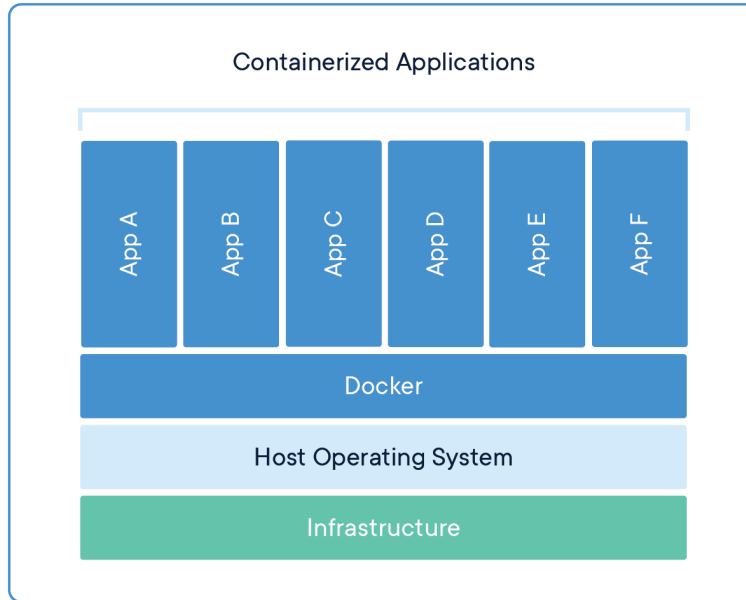 Containerized Applications
App A
App B
App C
App D
App E
App F
Docker
Host Operating System
Infrastructure